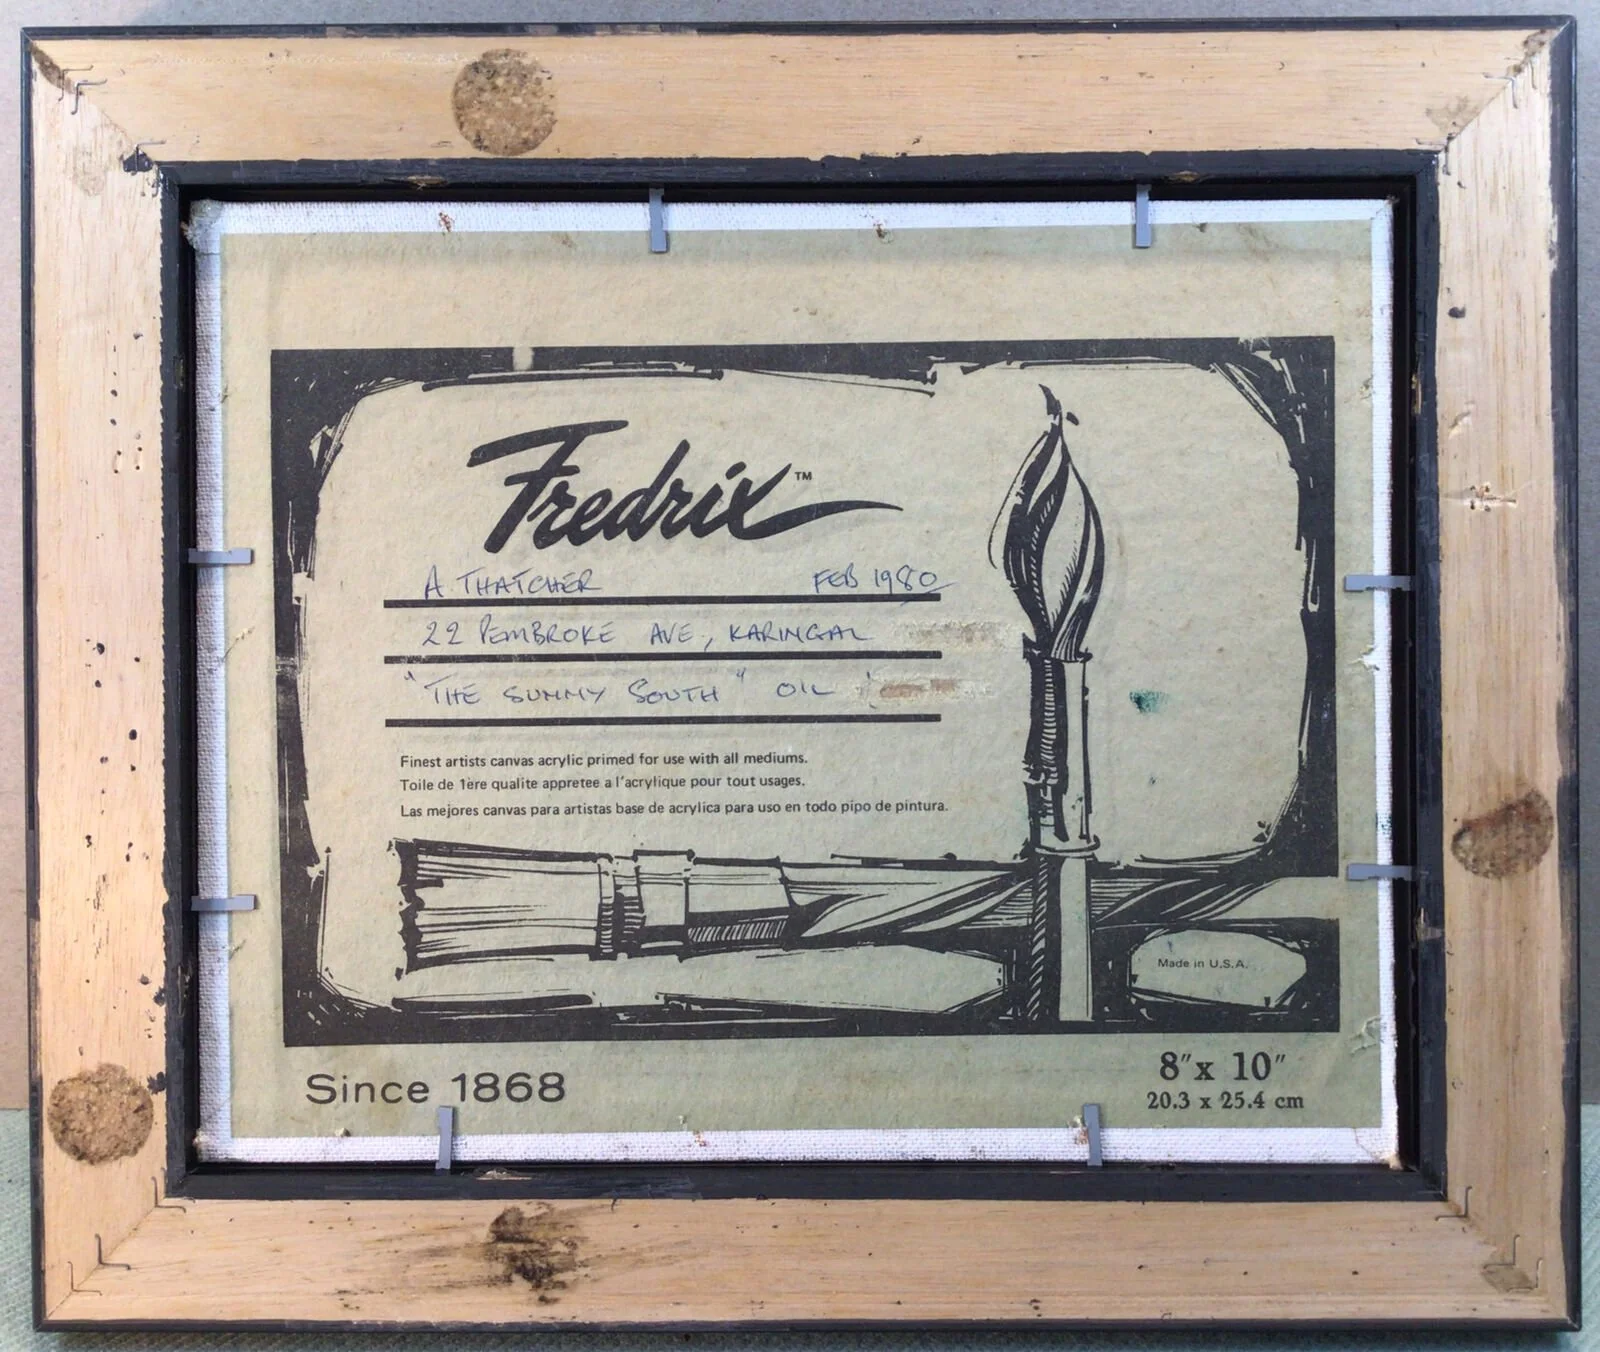 Fredrix™
A THATCHER FEB 1980
22 PEMBROKE AVE, KARINGAL
"THE SUNNY SOUTH" OIL
Finest artists canvas acrylic primed for use with all mediums.
Toile de 1ère qualite appretee a l'acrylique pour tout usages.
Las mejores canvas para artistas base de acrylica para uso en todo pipo de pintura.
Made in U.S.A.
Since 1868
8" x 10"
20.3 x 25.4 cm